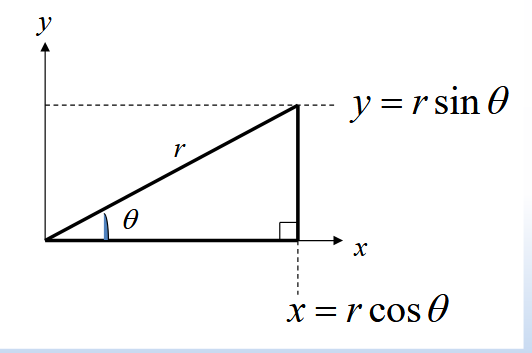 y
y = r sin θ
r
θ
x
x = r cos θ